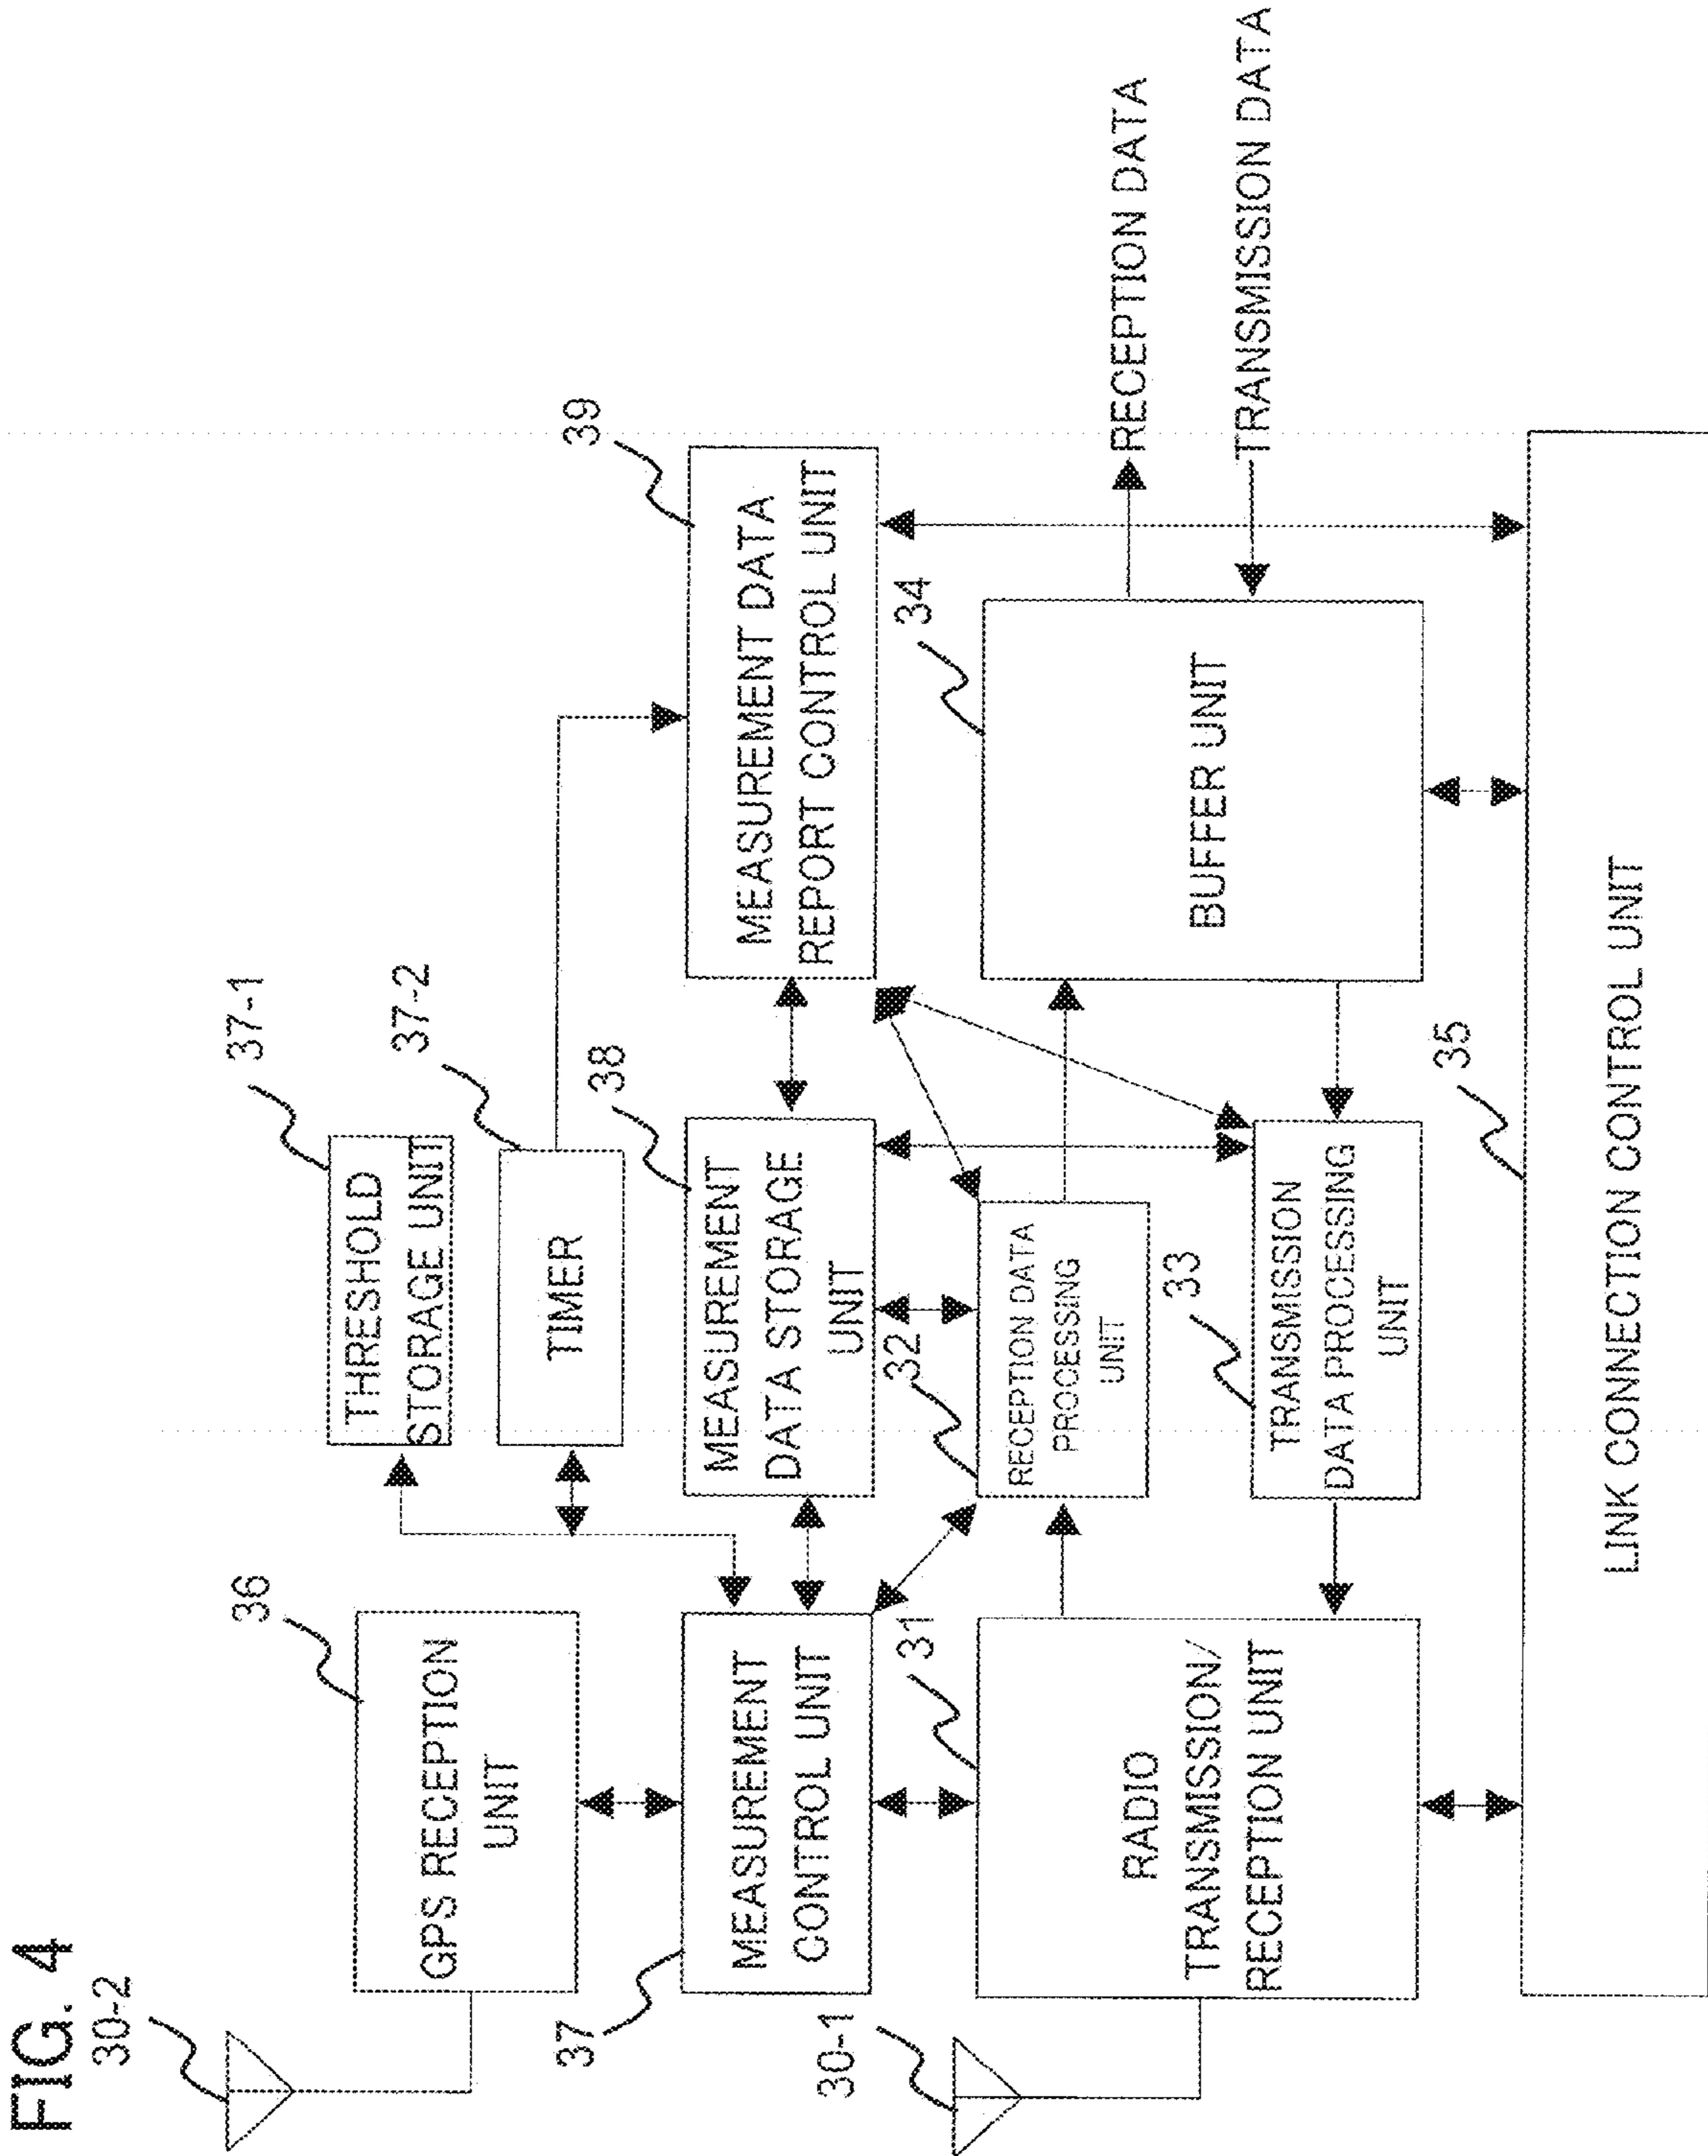 FIG. 4
30-2
36
GPS RECEPTION
UNIT
37-1
THRESHOLD
STORAGE UNIT
37-2
TIMER
37
MEASUREMENT
CONTROL UNIT
38
MEASUREMENT
DATA STORAGE
UNIT
39
MEASUREMENT DATA
REPORT CONTROL UNIT
30-1
31
RADIO
TRANSMISSION/
RECEPTION UNIT
32
RECEPTION DATA
PROCESSING
UNIT
33
TRANSMISSION
DATA PROCESSING
UNIT
34
BUFFER UNIT
RECEPTION DATA
TRANSMISSION DATA
35
LINK CONNECTION CONTROL UNIT